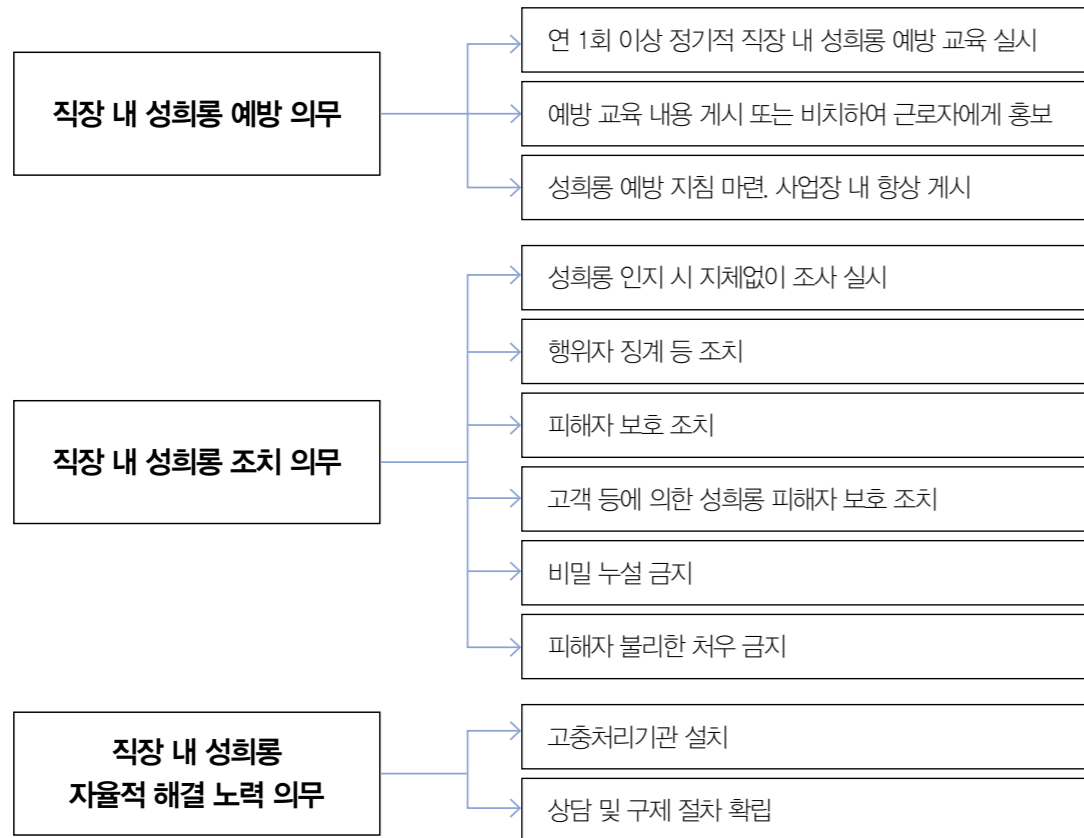 직장 내 성희롱 예방 의무
연 1회 이상 정기적 직장 내 성희롱 예방 교육 실시
예방 교육 내용 게시 또는 비치하여 근로자에게 홍보
성희롱 예방 지침 마련. 사업장 내 항상 게시
직장 내 성희롱 조치 의무
성희롱 인지 시 지체없이 조사 실시
행위자 징계 등 조치
피해자 보호 조치
고객 등에 의한 성희롱 피해자 보호 조치
비밀 누설 금지
피해자 불리한 처우 금지
직장 내 성희롱
자율적 해결 노력 의무
고충처리기관 설치
상담 및 구제 절차 확립